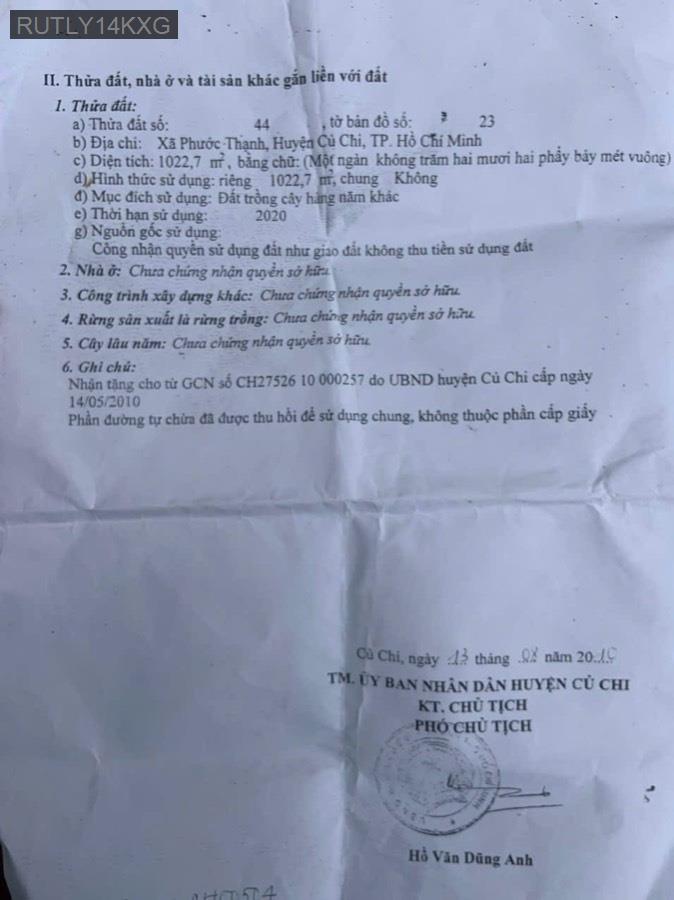 RUTLY14KXG
II. Thửa đất, nhà ở và tài sản khác gắn liền với đất
1. Thửa đất:
a) Thửa đất số: 44 , tờ bản đồ số: 23
b) Địa chỉ: Xã Phước Thạnh, Huyện Củ Chi, TP. Hồ Chí Minh
c) Diện tích: 1022,7 m², bằng chữ: (Một ngàn không trăm hai mươi hai phẩy bảy mét vuông)
d) Hình thức sử dụng: riêng 1022,7 m², chung Không
đ) Mục đích sử dụng: Đất trồng cây hàng năm khác
e) Thời hạn sử dụng: 2020
g) Nguồn gốc sử dụng:
Công nhận quyền sử dụng đất như giao đất không thu tiền sử dụng đất
2. Nhà ở: Chưa chứng nhận quyền sở hữu.
3. Công trình xây dựng khác: Chưa chứng nhận quyền sở hữu.
4. Rừng sản xuất là rừng trồng: Chưa chứng nhận quyền sở hữu.
5. Cây lâu năm: Chưa chứng nhận quyền sở hữu.
6. Ghi chú:
Nhận tặng cho từ GCN số CH27526 10 000257 do UBND huyện Củ Chi cấp ngày
14/05/2010
Phần đường tự chừa đã được thu hồi để sử dụng chung, không thuộc phần cấp giấy
Củ Chi, ngày 13 tháng 08 năm 20
TM. ỦY BAN NHÂN DÂN HUYỆN CỦ CHI
KT. CHỦ TỊCH
PHÓ CHỦ TỊCH
Hồ Văn Dũng Anh